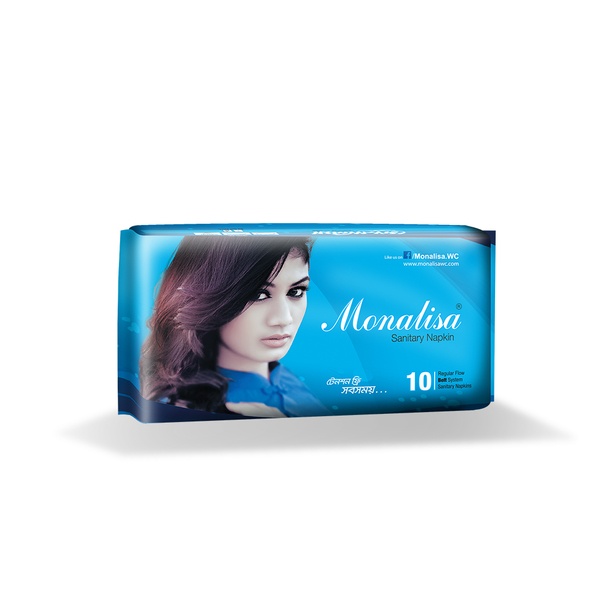 Like us on f/Monalisa.WC
www.monalisawc.com
Monalisa®
Sanitary Napkin
টেনশন ফ্রি
সবসময়...
10
Regular Flow
Belt System
Sanitary Napkins